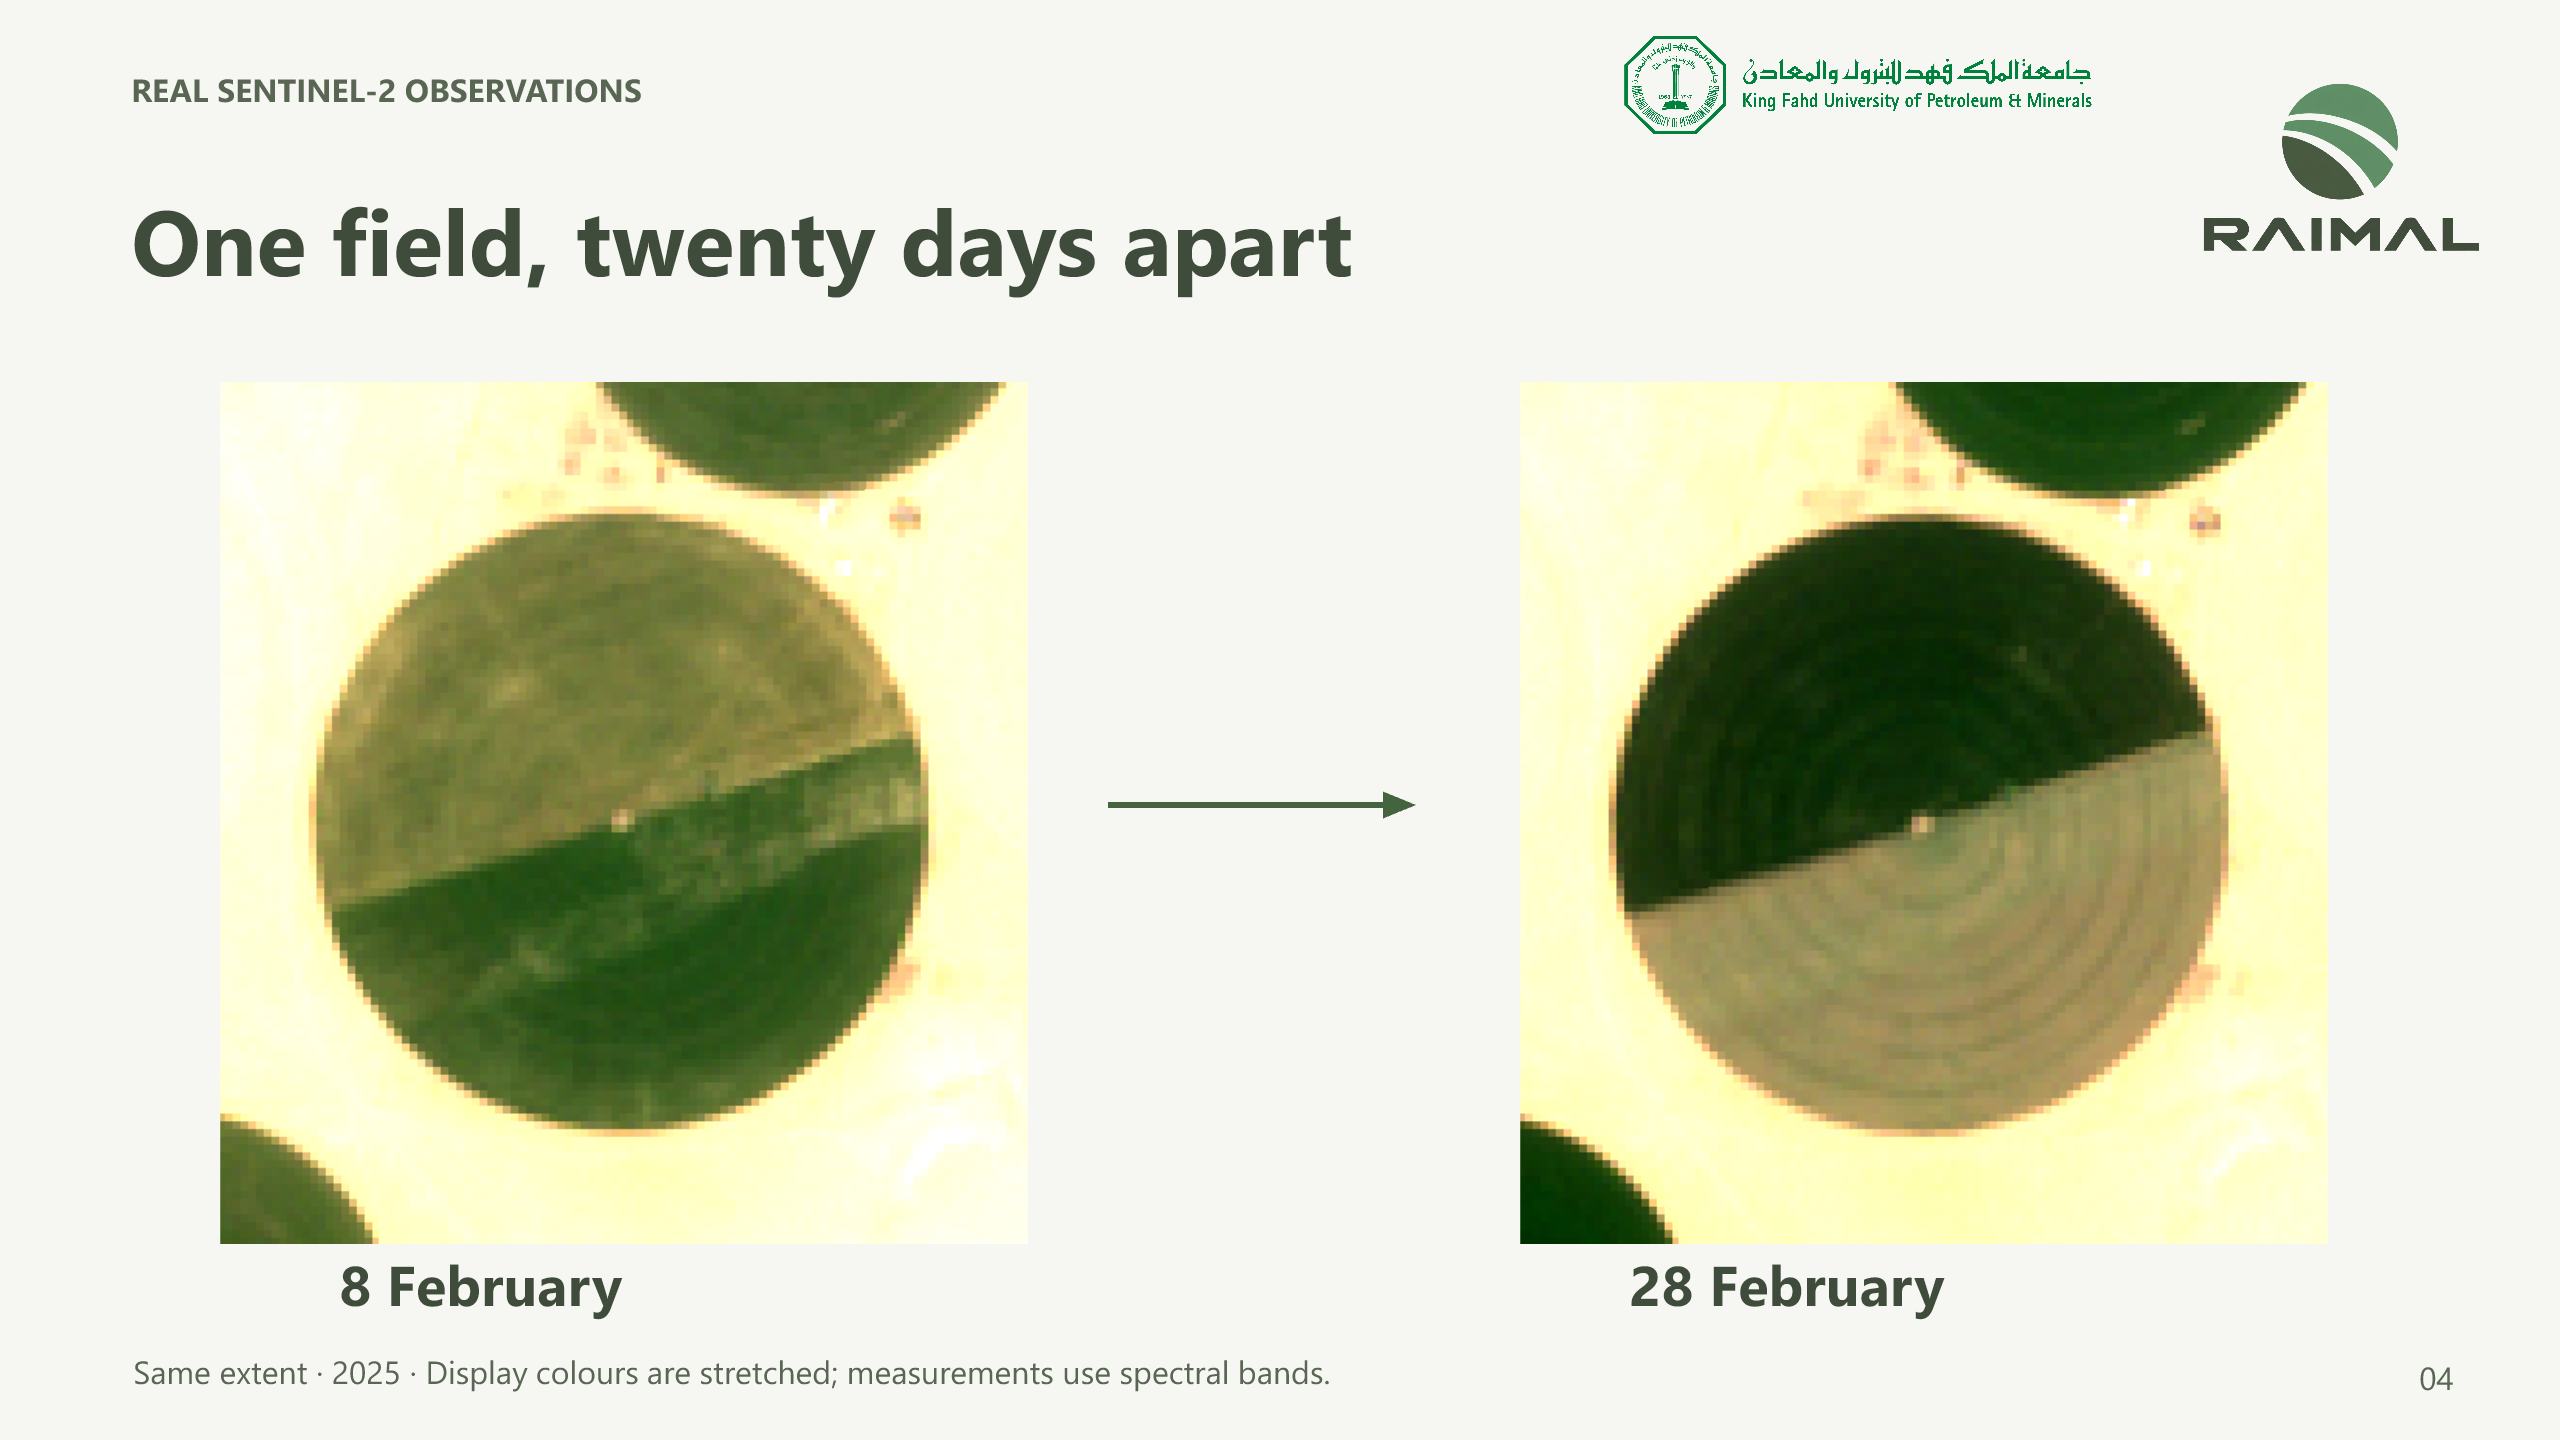 REAL SENTINEL-2 OBSERVATIONS
جامعة الملك فهد للبترول والمعادن
King Fahd University of Petroleum & Minerals
RAIMAL
One field, twenty days apart
8 February
28 February
Same extent · 2025 · Display colours are stretched; measurements use spectral bands.
04